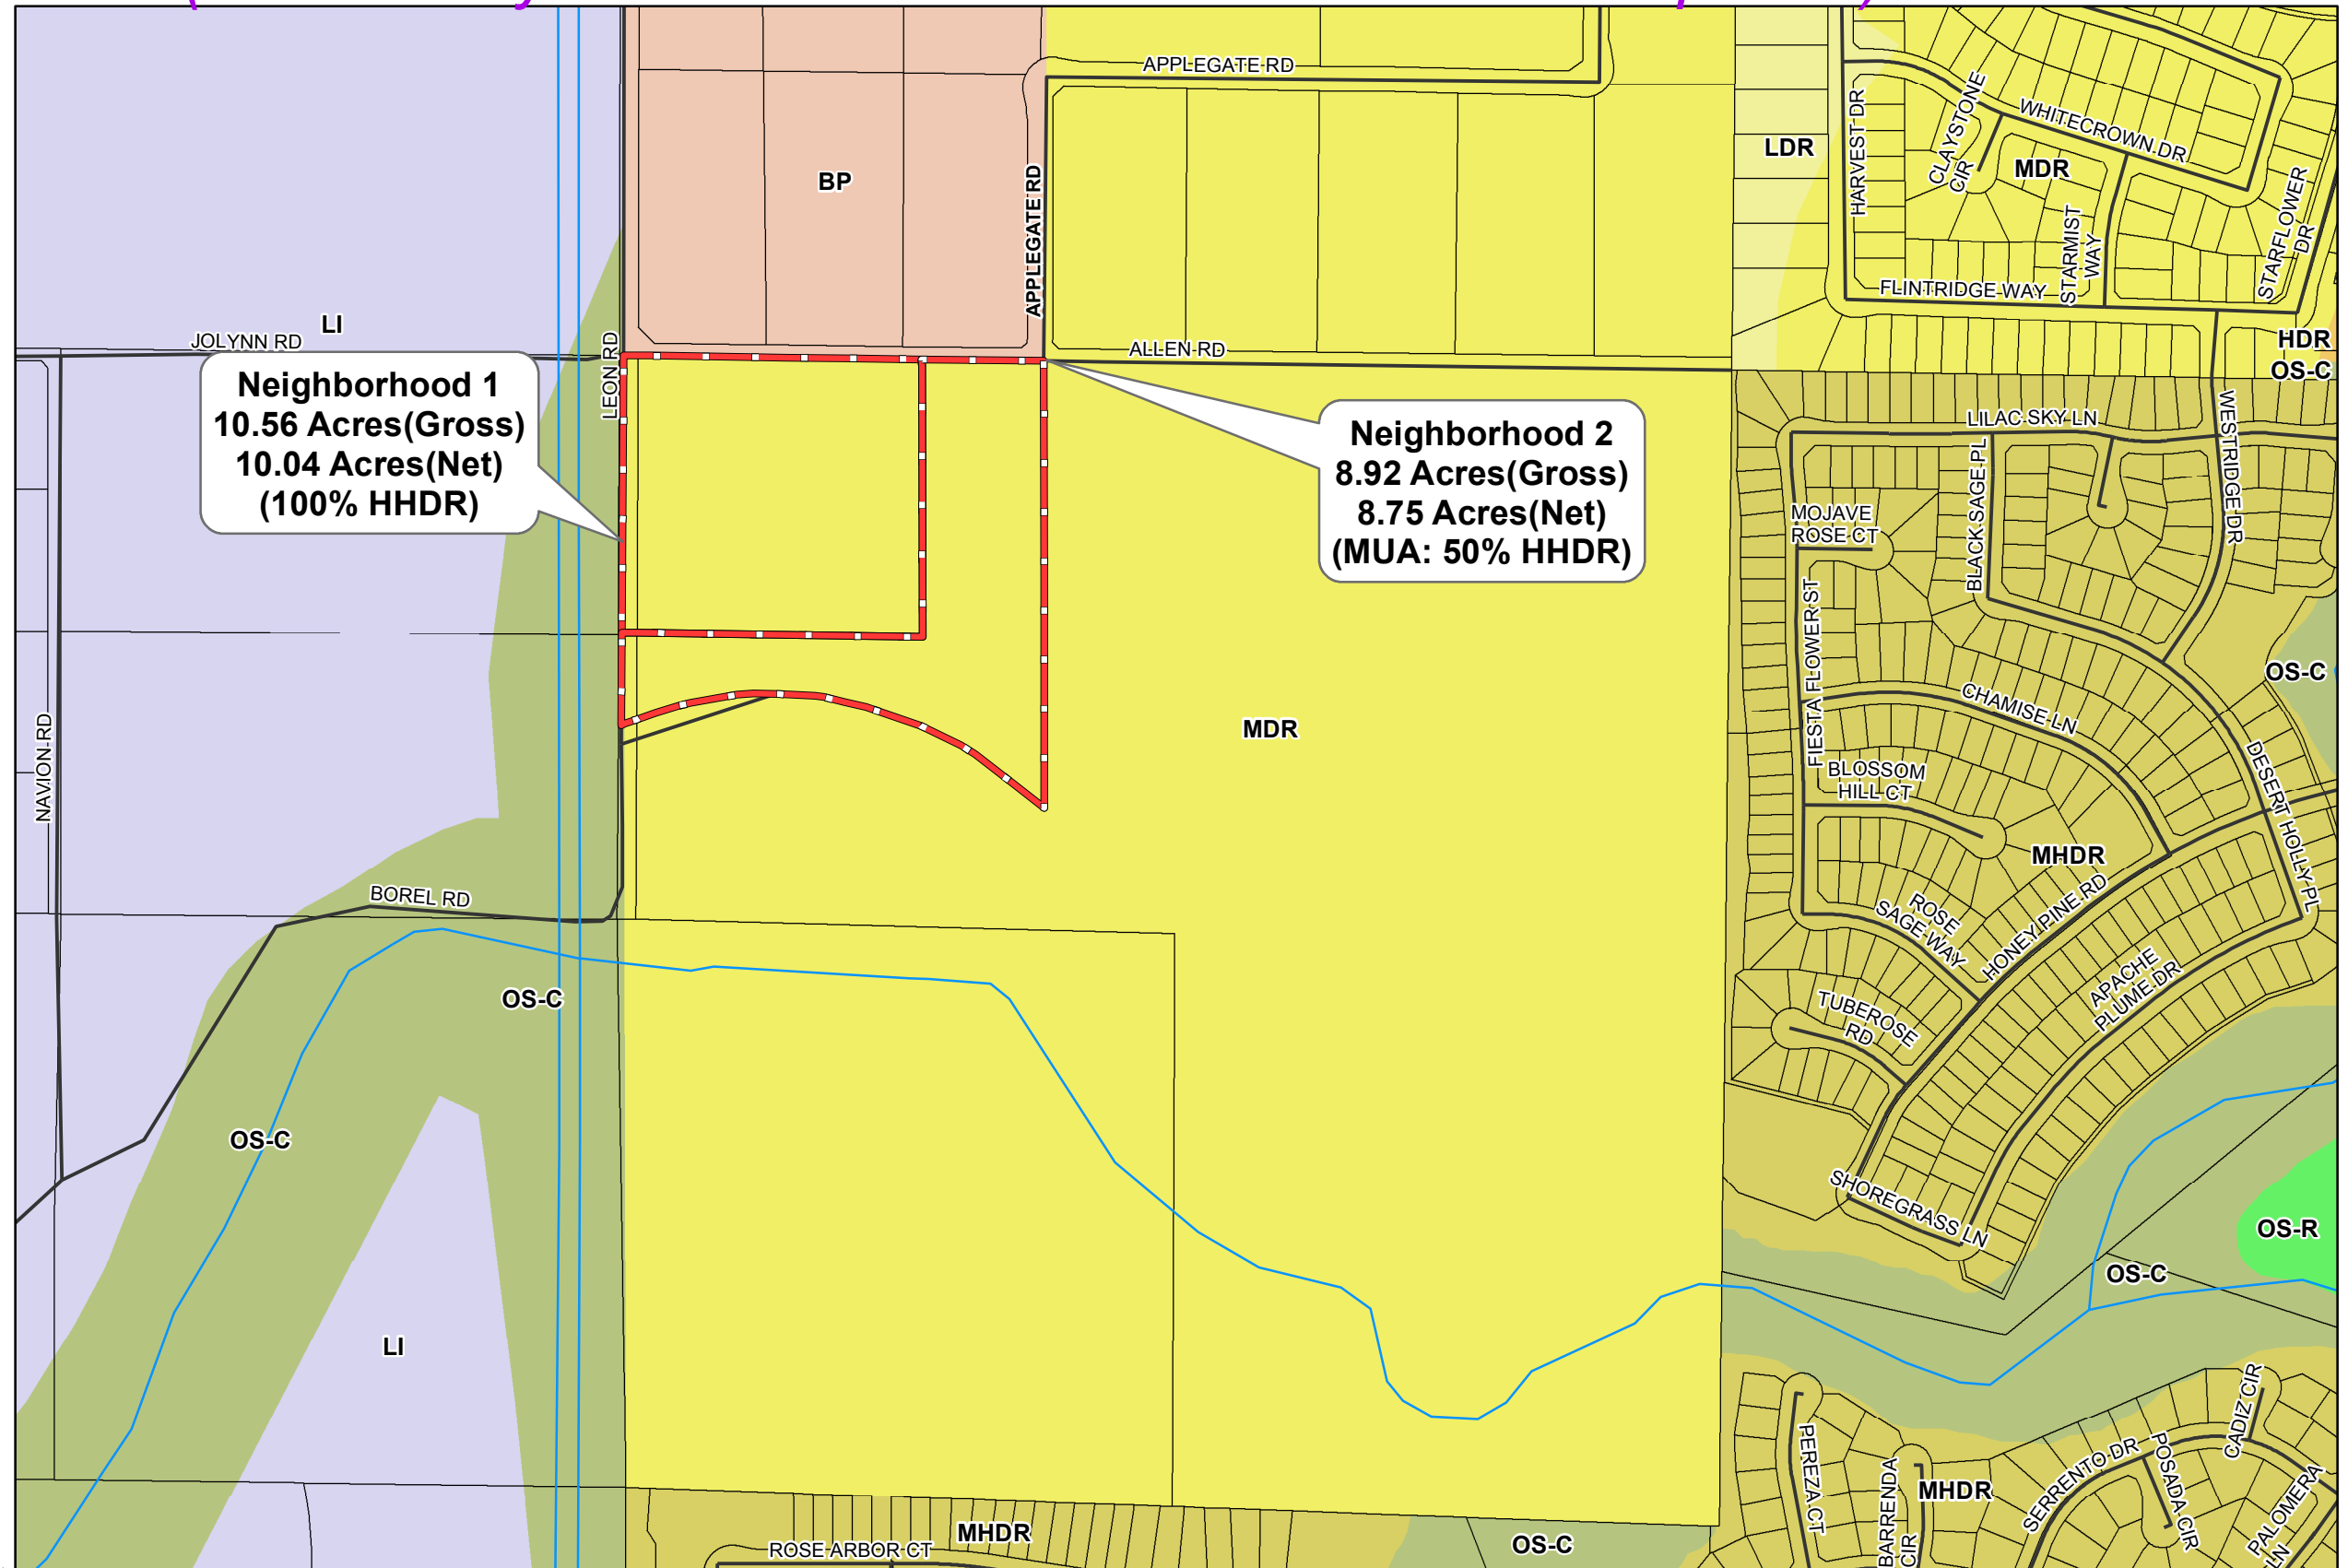 APPLEGATE RD
BP
APPLEGATE RD
LDR
HARVEST DR
CLAYSTONE
CIR
WHITECROWN DR
MDR
STARMIST
WAY
STARFLOWER
DR
FLINTRIDGE WAY
LI
JOLYNN RD
LEON RD
ALLEN RD
HDR
OS-C
Neighborhood 1
10.56 Acres(Gross)
10.04 Acres(Net)
(100% HHDR)
Neighborhood 2
8.92 Acres(Gross)
8.75 Acres(Net)
(MUA: 50% HHDR)
LILAC SKY LN
WESTRIDGE DR
BLACK SAGE PL
MOJAVE
ROSE CT
FIESTA FLOWER ST
OS-C
CHAMISE LN
MDR
NAVION RD
BLOSSOM
HILL CT
DESERT HOLLY PL
MHDR
BOREL RD
ROSE
SAGE WAY
HONEY PINE RD
APACHE
PLUME DR
OS-C
TUBEROSE
RD
OS-C
SHOREGRASS LN
OS-R
OS-C
LI
PEREZA CT
BARRENDA
CIR
MHDR
SERRENTO DR
POSADA CIR
CADIZ CIR
PALOMERA
LN
MHDR
ROSE ARBOR CT
OS-C